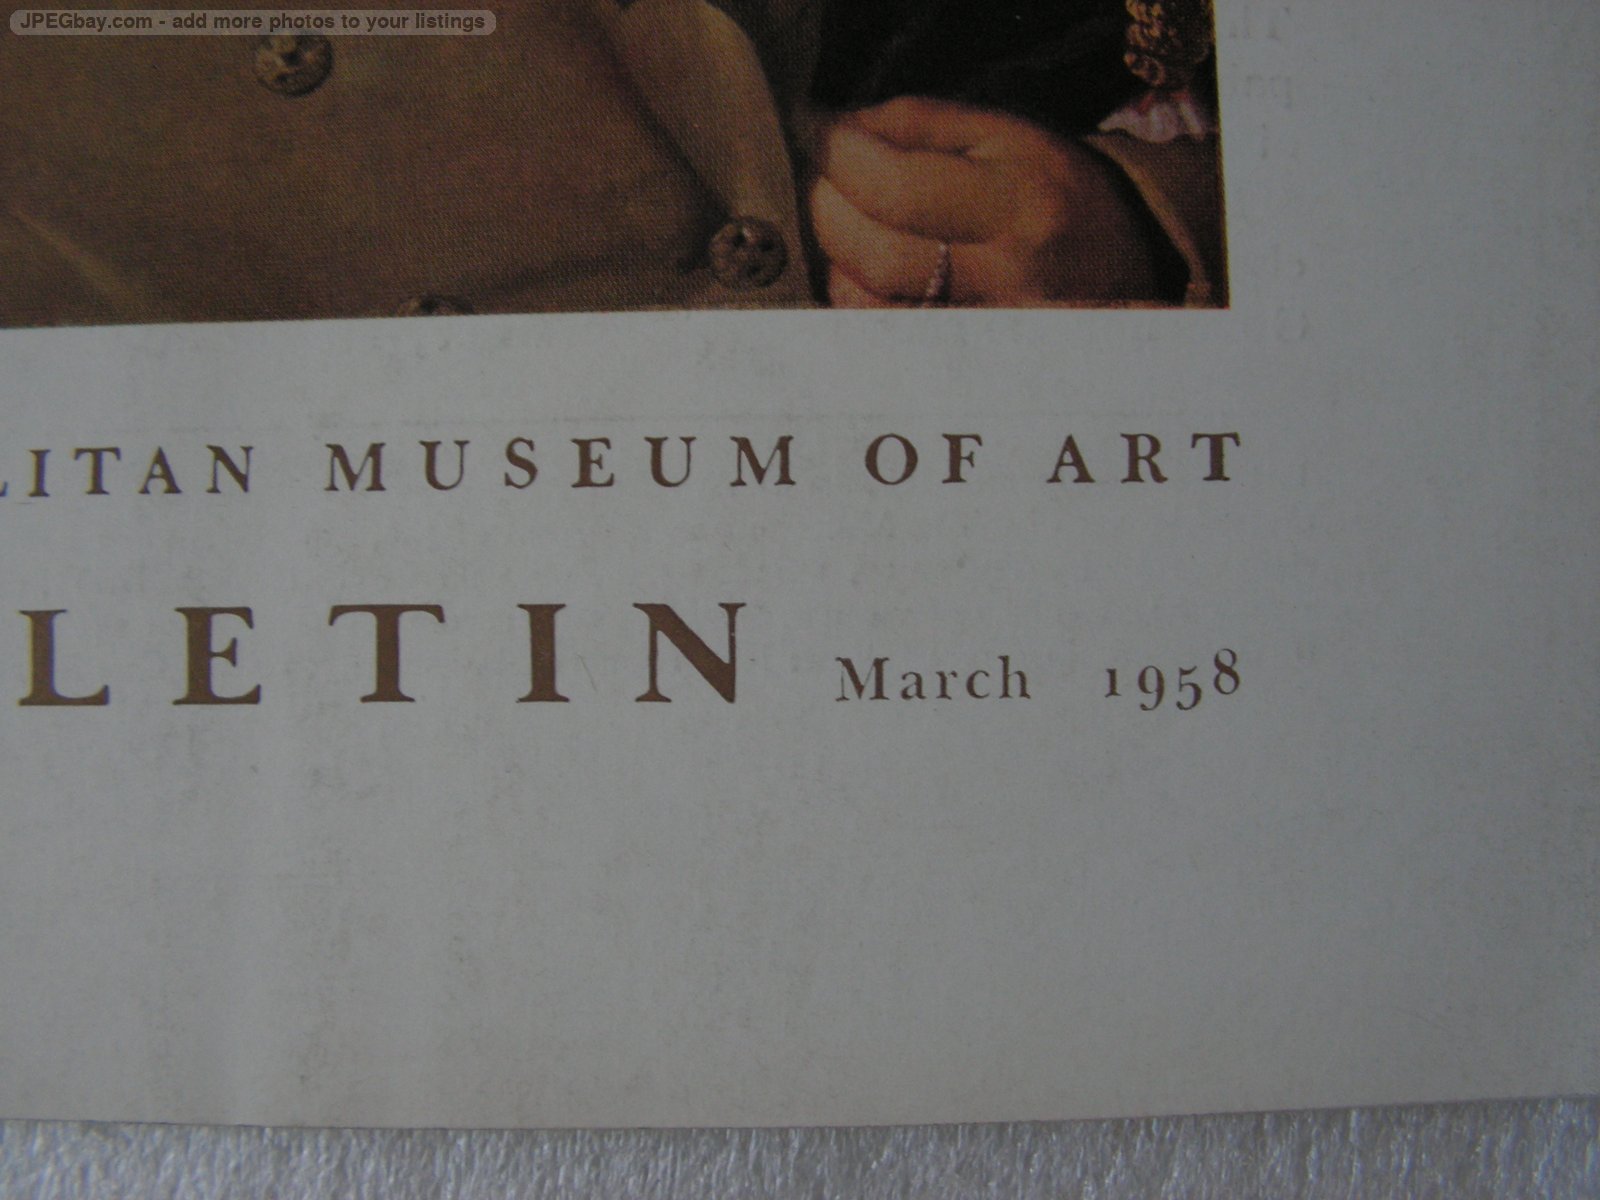 JPEGbay.com - add more photos to your listings
LITAN MUSEUM OF ART
LETIN March 1958